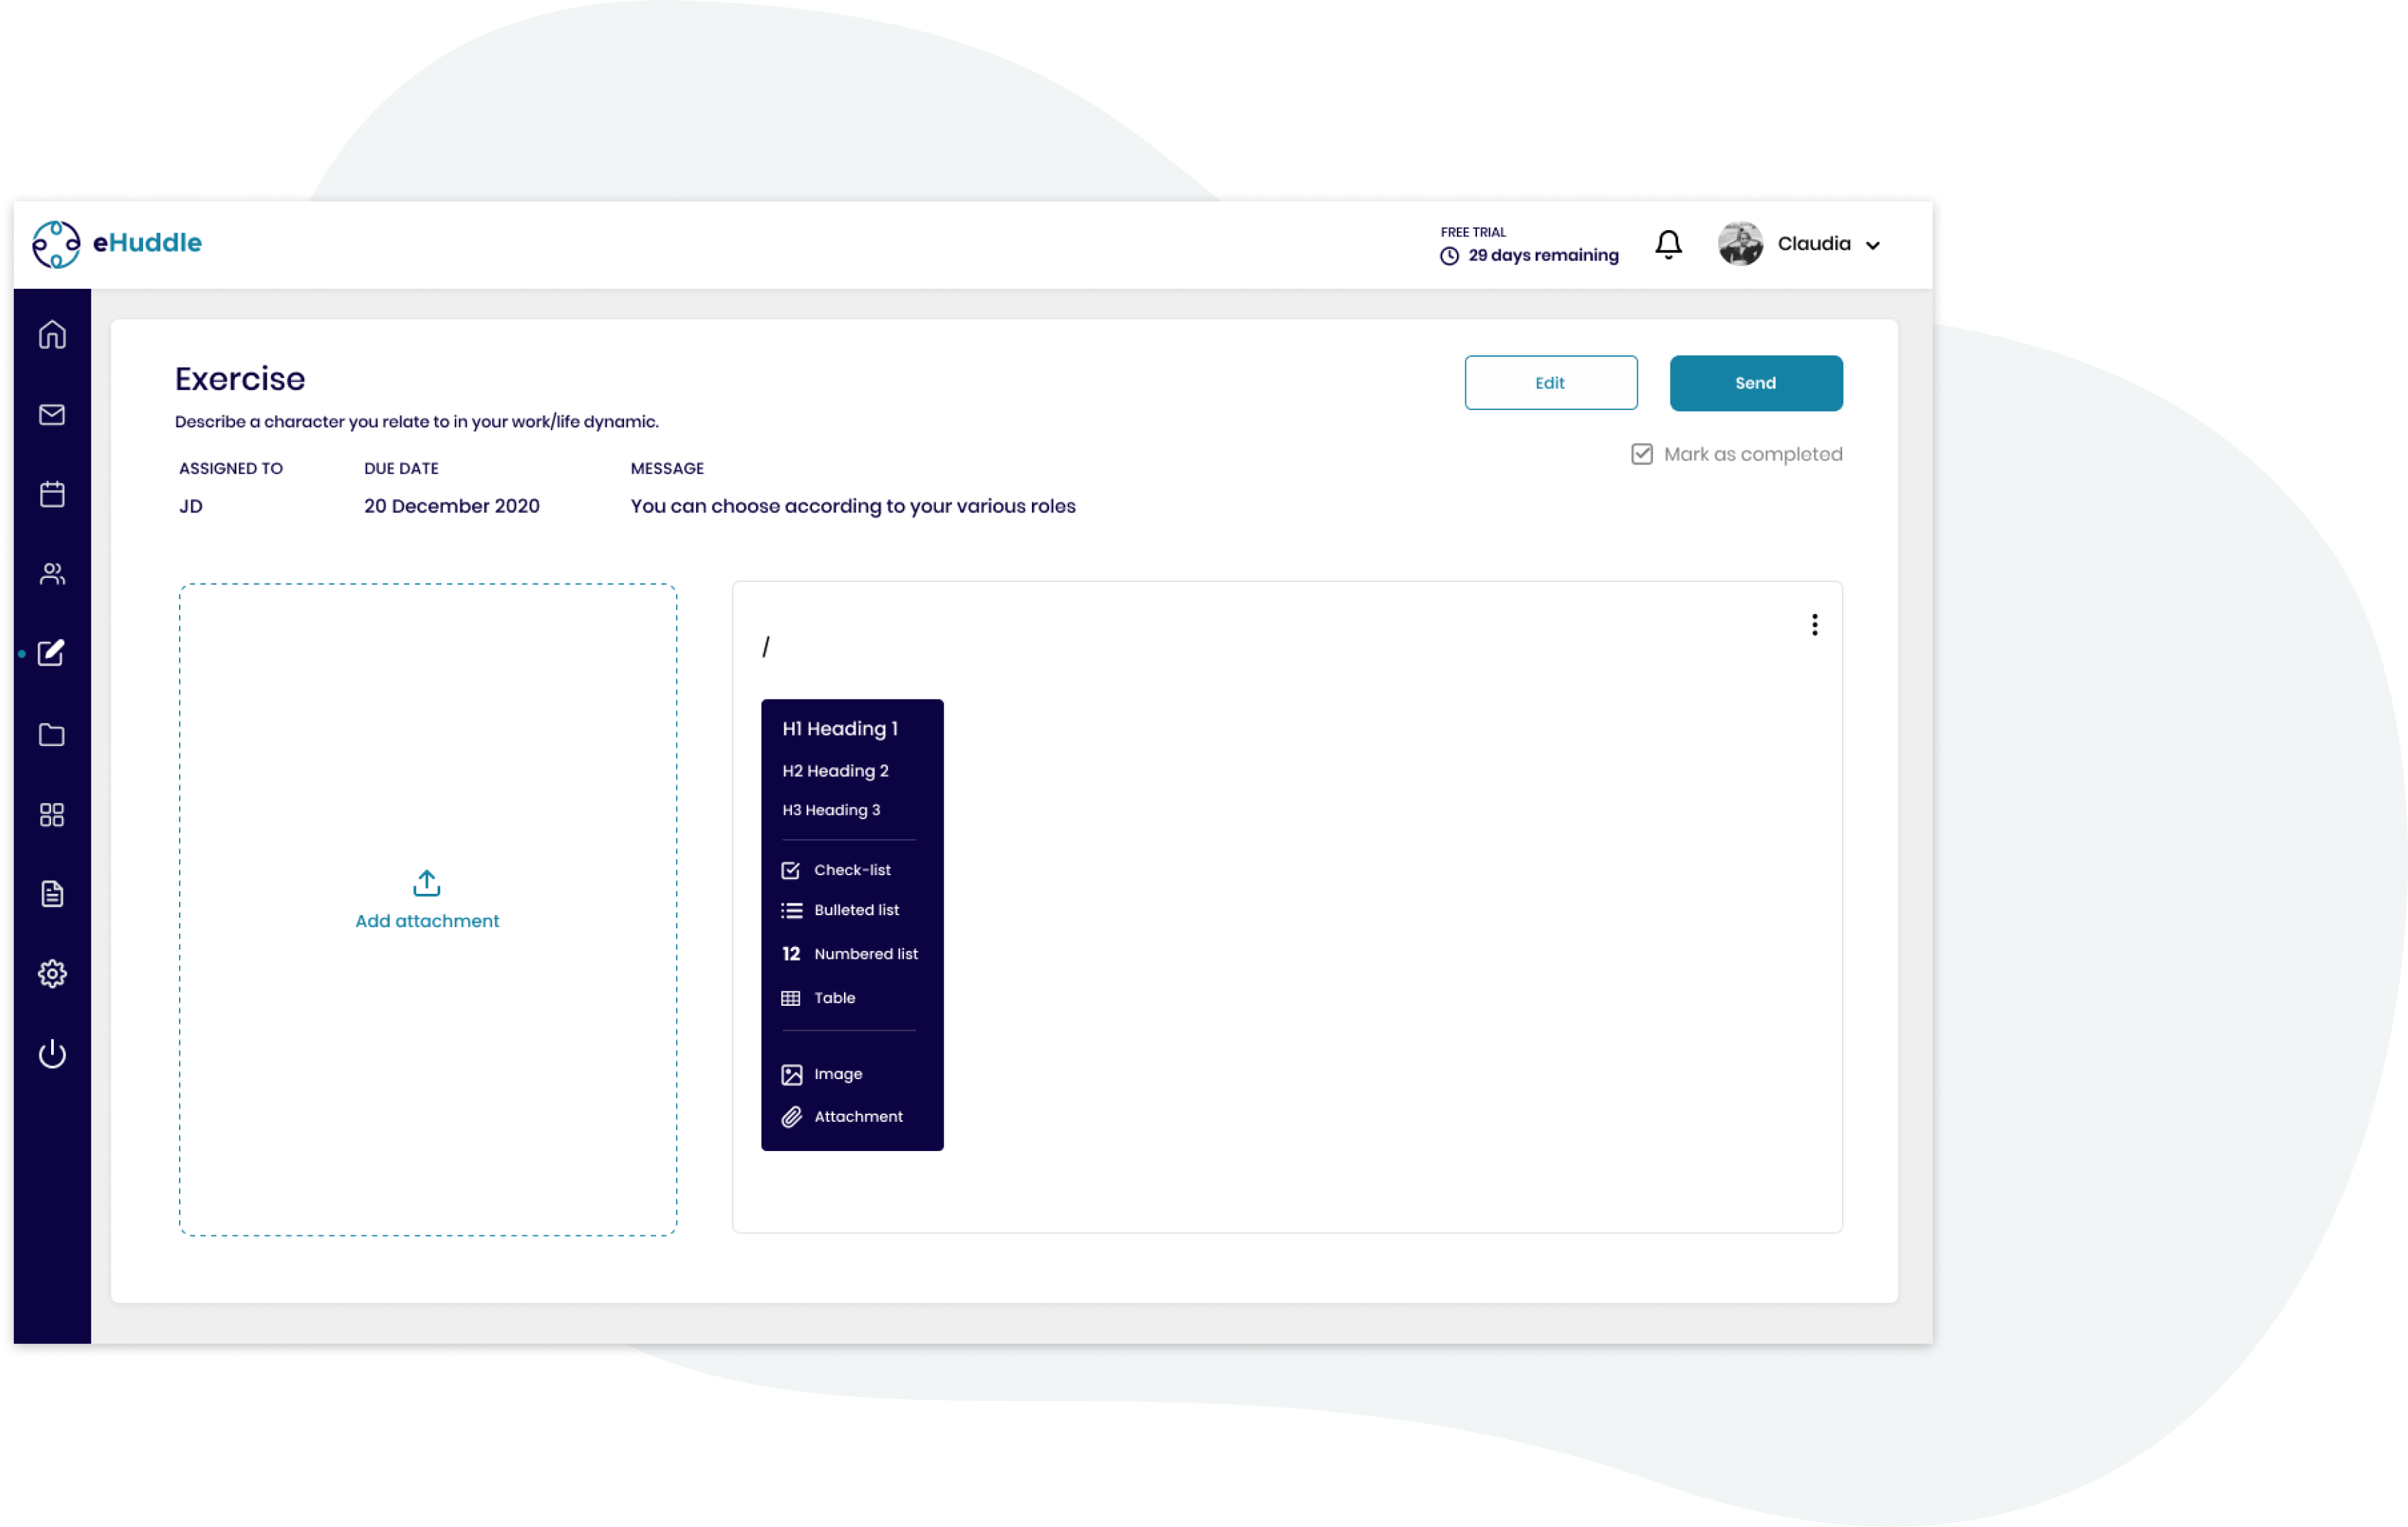 eHuddle
FREE TRIAL
29 days remaining
Claudia
Exercise
Edit
Send
Describe a character you relate to in your work/life dynamic.
Mark as completed
ASSIGNED TO
DUE DATE
MESSAGE
JD
20 December 2020
You can choose according to your various roles
Add attachment
/
H1 Heading 1
H2 Heading 2
H3 Heading 3
Check-list
Bulleted list
12 Numbered list
Table
Image
Attachment